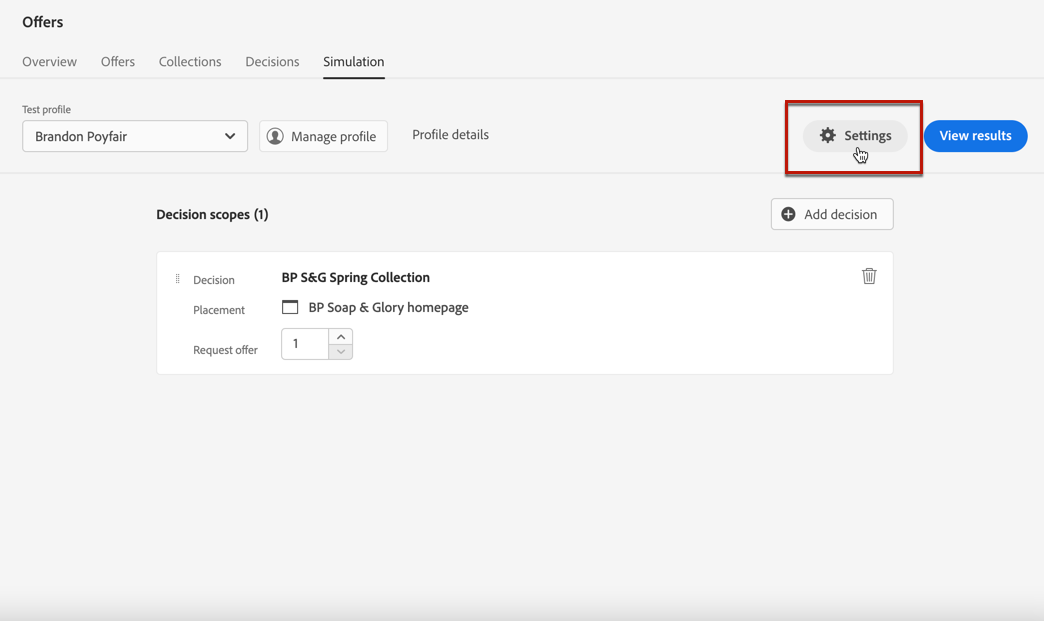 Offers
Overview Offers Collections Decisions Simulation
Test profile
Brandon Poyfair Manage profile Profile details Settings View results
Decision scopes (1) Add decision
Decision BP S&G Spring Collection
Placement BP Soap & Glory homepage
Request offer 1